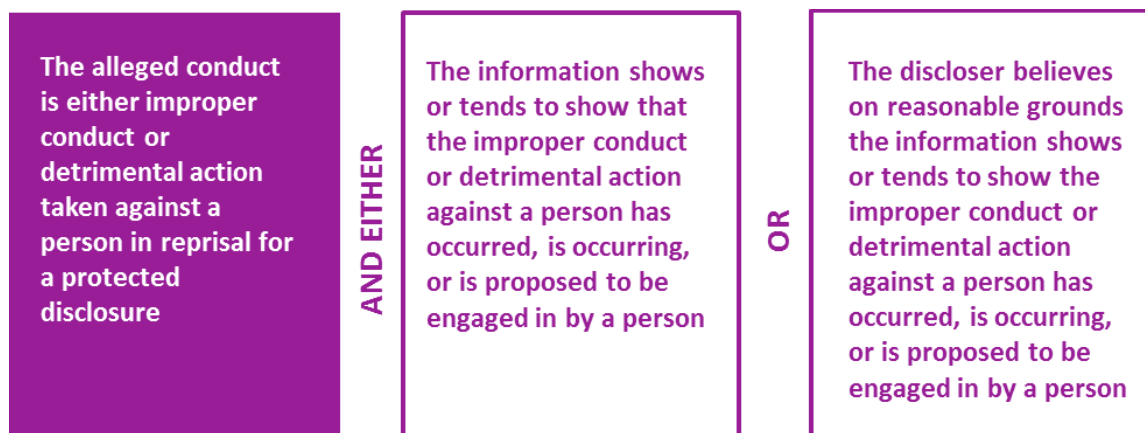 The alleged conduct
is either improper
conduct or
detrimental action
taken against a
person in reprisal for
a protected
disclosure
AND EITHER
The information shows
or tends to show that
the improper conduct
or detrimental action
against a person has
occurred, is occurring,
or is proposed to be
engaged in by a person
OR
The discloser believes
on reasonable grounds
the information shows
or tends to show the
improper conduct or
detrimental action
against a person has
occurred, is occurring,
or is proposed to be
engaged in by a person